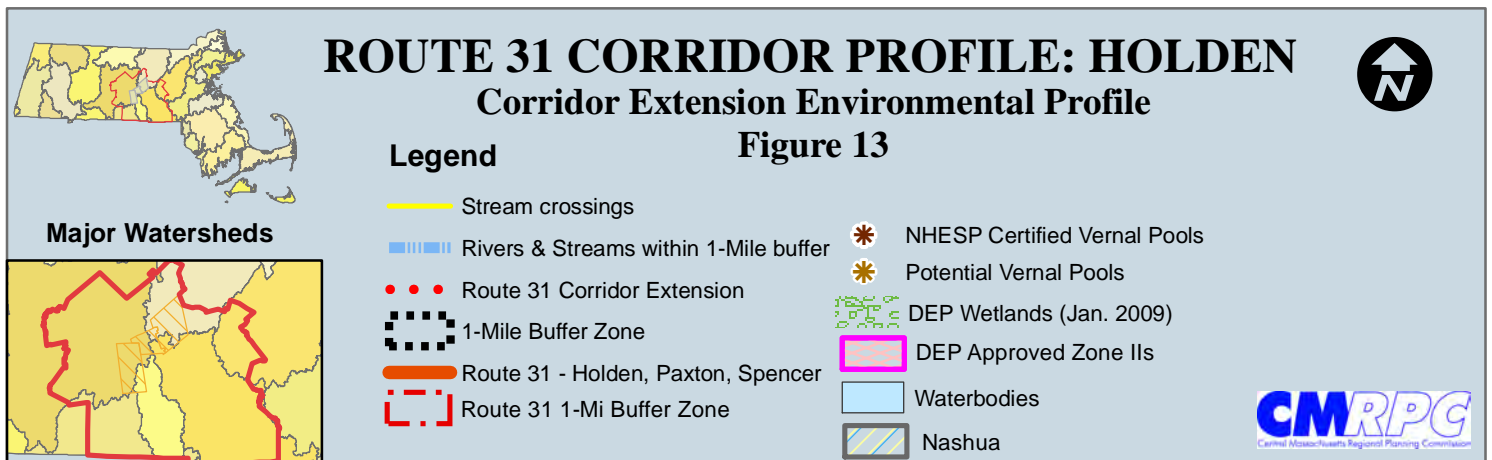 ROUTE 31 CORRIDOR PROFILE: HOLDEN
Corridor Extension Environmental Profile
Figure 13
N
Legend
Stream crossings
Rivers & Streams within 1-Mile buffer
Route 31 Corridor Extension
1-Mile Buffer Zone
Route 31 - Holden, Paxton, Spencer
Route 31 1-Mi Buffer Zone
NHESP Certified Vernal Pools
Potential Vernal Pools
DEP Wetlands (Jan. 2009)
DEP Approved Zone IIs
Waterbodies
Nashua
Major Watersheds
CMRPC
Central Massachusetts Regional Planning Commission